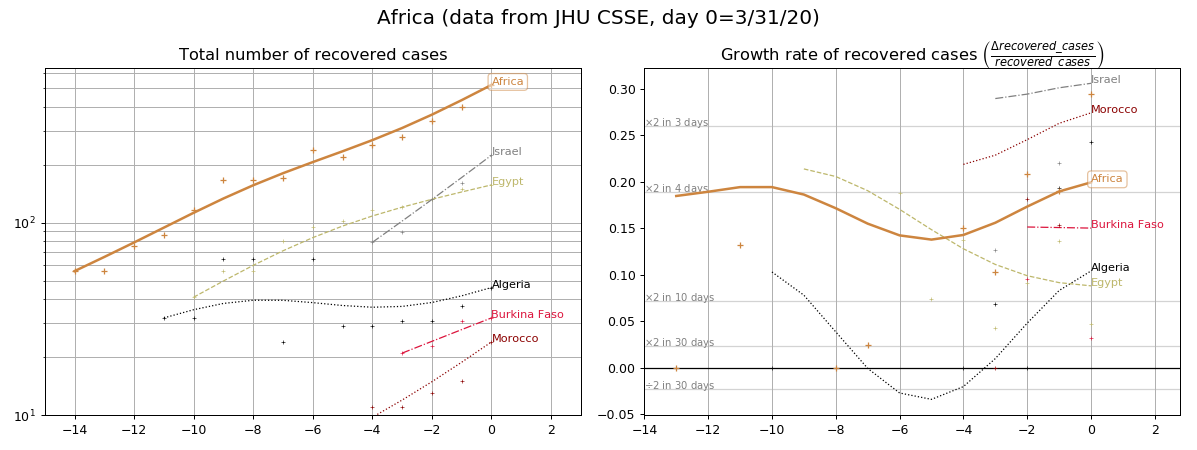 Africa (data from JHU CSSE, day 0=3/31/20)
Total number of recovered cases
Growth rate of recovered cases (Δrecovered_cases / recovered cases)
Africa
Israel
Egypt
Algeria
Burkina Faso
Morocco
10²
10¹
−14 −12 −10 −8 −6 −4 −2 0 2
Israel
Morocco
Africa
Burkina Faso
Algeria
Egypt
×2 in 3 days
×2 in 4 days
×2 in 10 days
×2 in 30 days
÷2 in 30 days
0.30
0.25
0.20
0.15
0.10
0.05
0.00
−0.05
−14 −12 −10 −8 −6 −4 −2 0 2